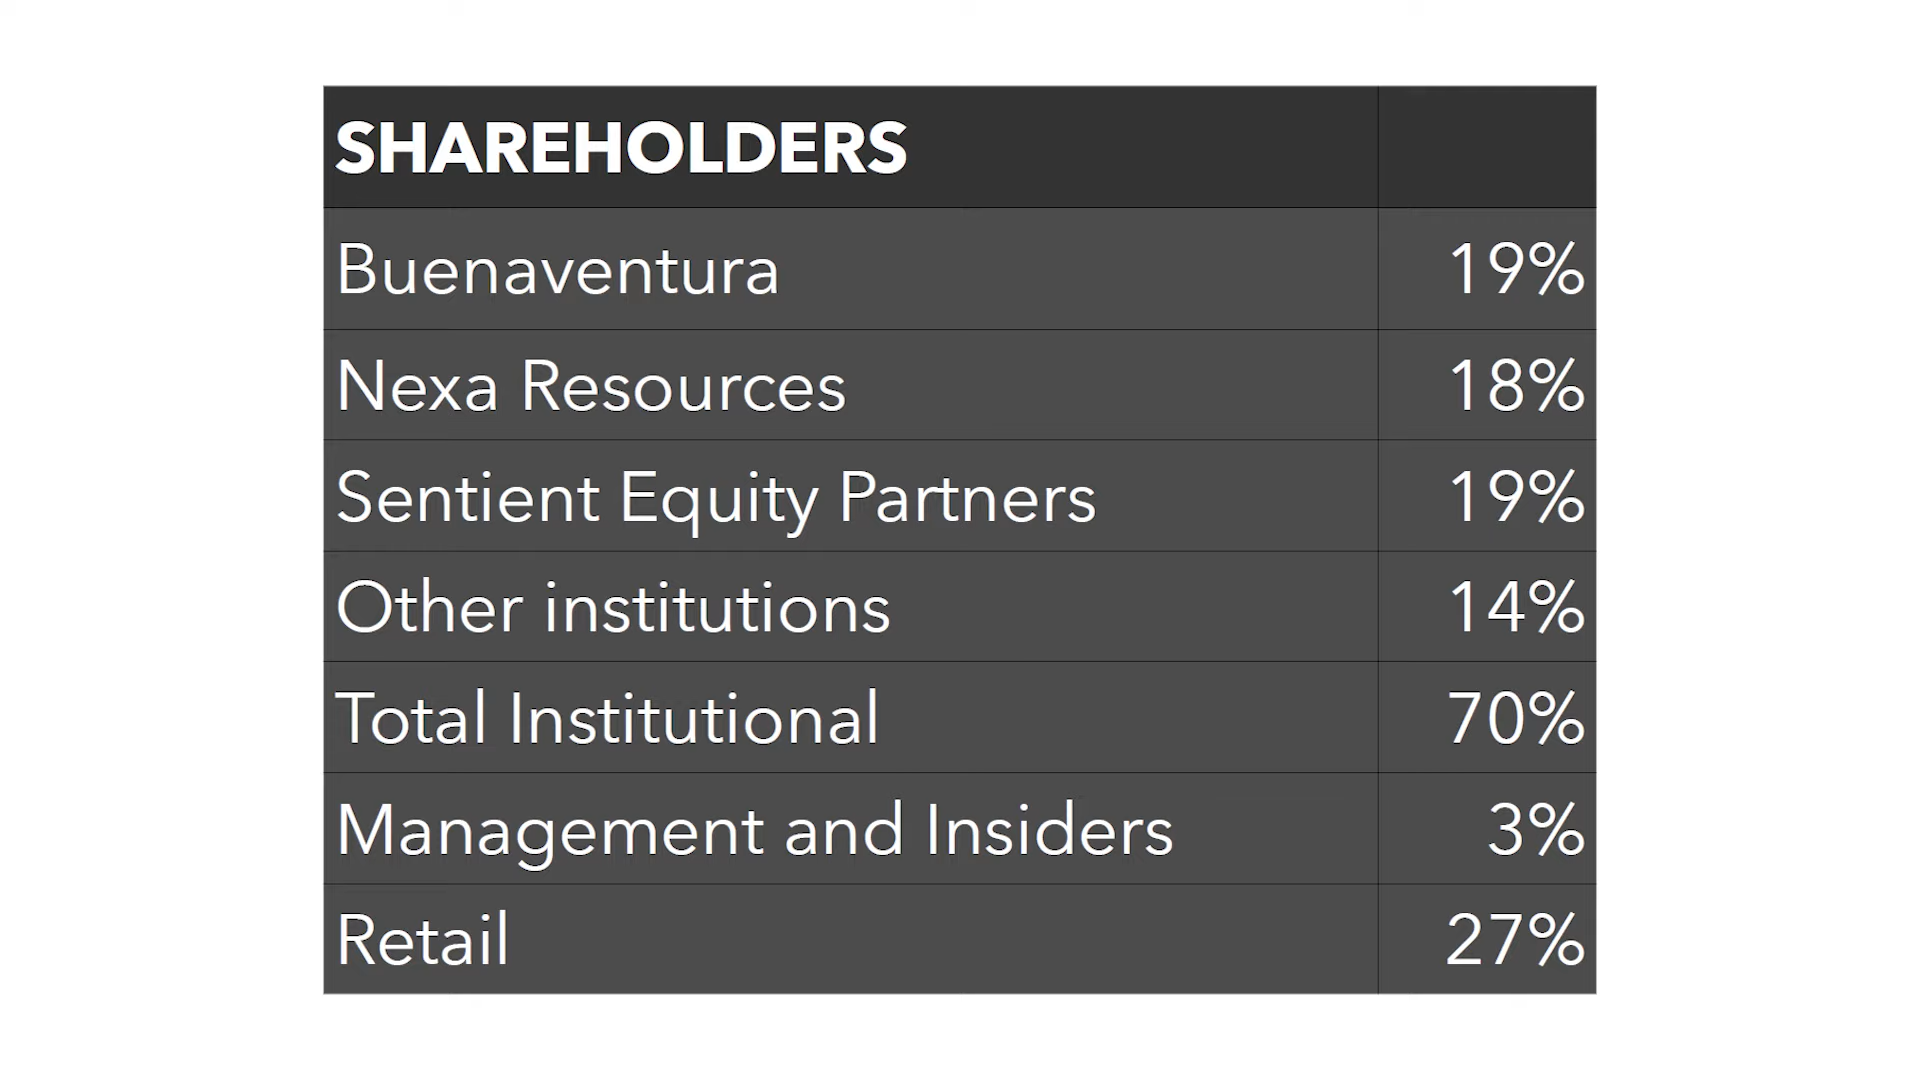 SHAREHOLDERS
Buenaventura 19%
Nexa Resources 18%
Sentient Equity Partners 19%
Other institutions 14%
Total Institutional 70%
Management and Insiders 3%
Retail 27%